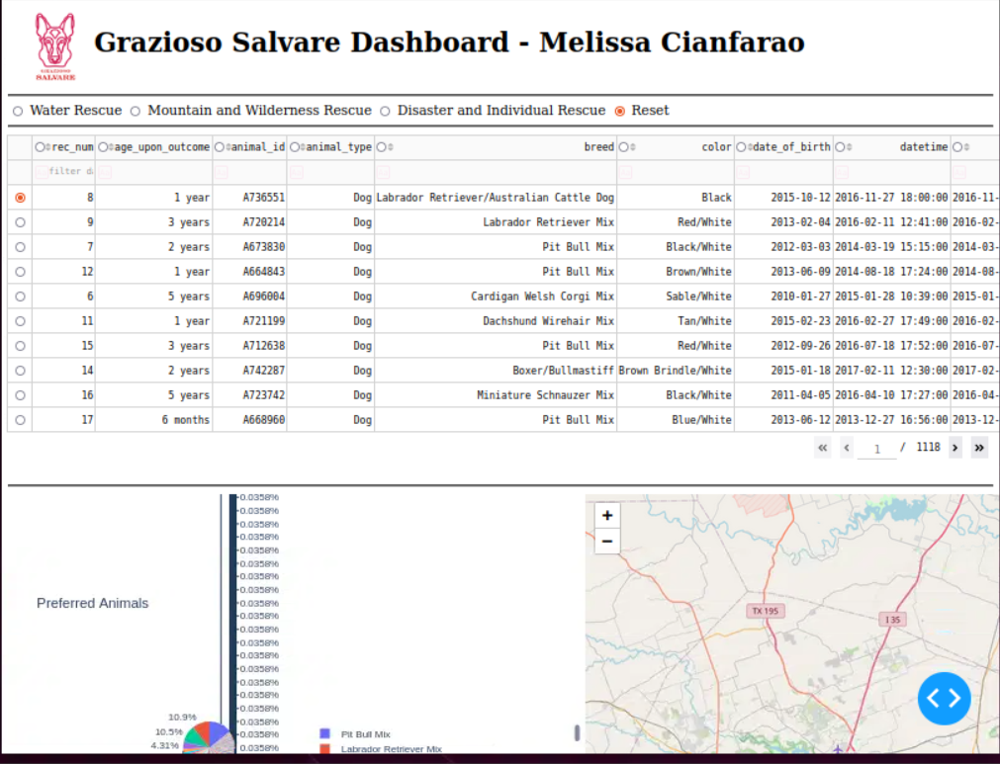 GRAZIOSO
SALVARE
Grazioso Salvare Dashboard - Melissa Cianfarao
Water Rescue Mountain and Wilderness Rescue Disaster and Individual Rescue Reset
rec_num age_upon_outcome animal_id animal_type breed color date_of_birth datetime
filter d
8 1 year A736551 Dog Labrador Retriever/Australian Cattle Dog Black 2015-10-12 2016-11-27 18:00:00 2016-11-
9 3 years A720214 Dog Labrador Retriever Mix Red/White 2013-02-04 2016-02-11 12:41:00 2016-02-
7 2 years A673830 Dog Pit Bull Mix Black/White 2012-03-03 2014-03-19 15:15:00 2014-03-
12 1 year A664843 Dog Pit Bull Mix Brown/White 2013-06-09 2014-08-18 17:24:00 2014-08-
6 5 years A696004 Dog Cardigan Welsh Corgi Mix Sable/White 2010-01-27 2015-01-28 10:39:00 2015-01-
11 1 year A721199 Dog Dachshund Wirehair Mix Tan/White 2015-02-23 2016-02-27 17:49:00 2016-02-
15 3 years A712638 Dog Pit Bull Mix Red/White 2012-09-26 2016-07-18 17:52:00 2016-07-
14 2 years A742287 Dog Boxer/Bullmastiff Brown Brindle/White 2015-01-18 2017-02-11 12:30:00 2017-02-
16 5 years A723742 Dog Miniature Schnauzer Mix Black/White 2011-04-05 2016-04-10 17:27:00 2016-04-
17 6 months A668960 Dog Pit Bull Mix Blue/White 2013-06-12 2013-12-27 16:56:00 2013-12-
« ‹ 1 / 1118 › »
0.0358%
0.0358%
0.0358%
0.0358%
0.0358%
0.0358%
0.0358%
0.0358%
Preferred Animals
0.0358%
0.0358%
0.0358%
0.0358%
0.0358%
0.0358%
0.0358%
0.0358%
0.0358%
0.0358%
0.0358%
0.0358%
10.9%
10.5%
4.31%
Pit Bull Mix
Labrador Retriever Mix
+
−
TX 195
I 35
< >